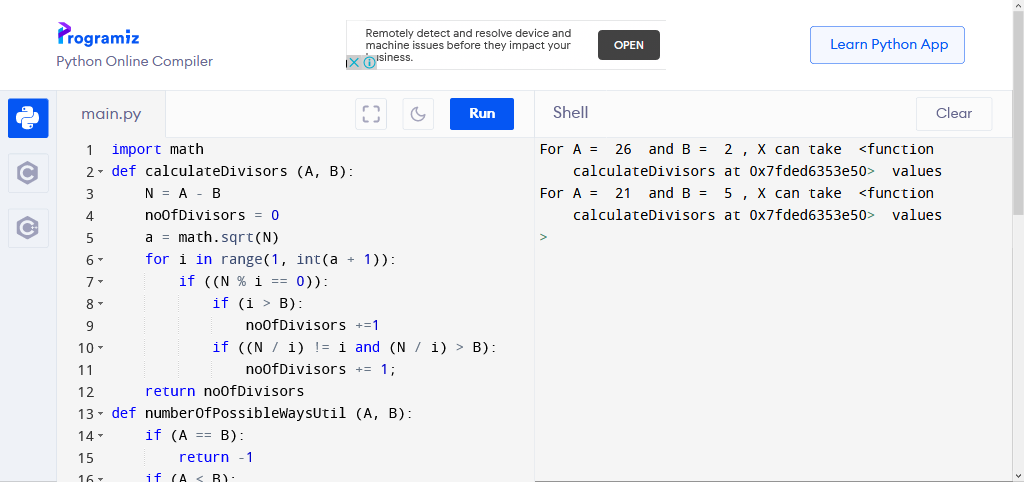 Programiz
Python Online Compiler
Remotely detect and resolve device and
machine issues before they impact your
business.
OPEN
Learn Python App
main.py
Run
Shell
Clear
1 import math
2 def calculateDivisors (A, B):
3 N = A - B
4 noOfDivisors = 0
5 a = math.sqrt(N)
6 for i in range(1, int(a + 1)):
7 if ((N % i == 0)):
8 if (i > B):
9 noOfDivisors +=1
10 if ((N / i) != i and (N / i) > B):
11 noOfDivisors += 1;
12 return noOfDivisors
13 def numberOfPossibleWaysUtil (A, B):
14 if (A == B):
15 return -1
16 if (A < B):
For A =  26  and B =  2 , X can take  <function
calculateDivisors at 0x7fded6353e50>  values
For A =  21  and B =  5 , X can take  <function
calculateDivisors at 0x7fded6353e50>  values
>